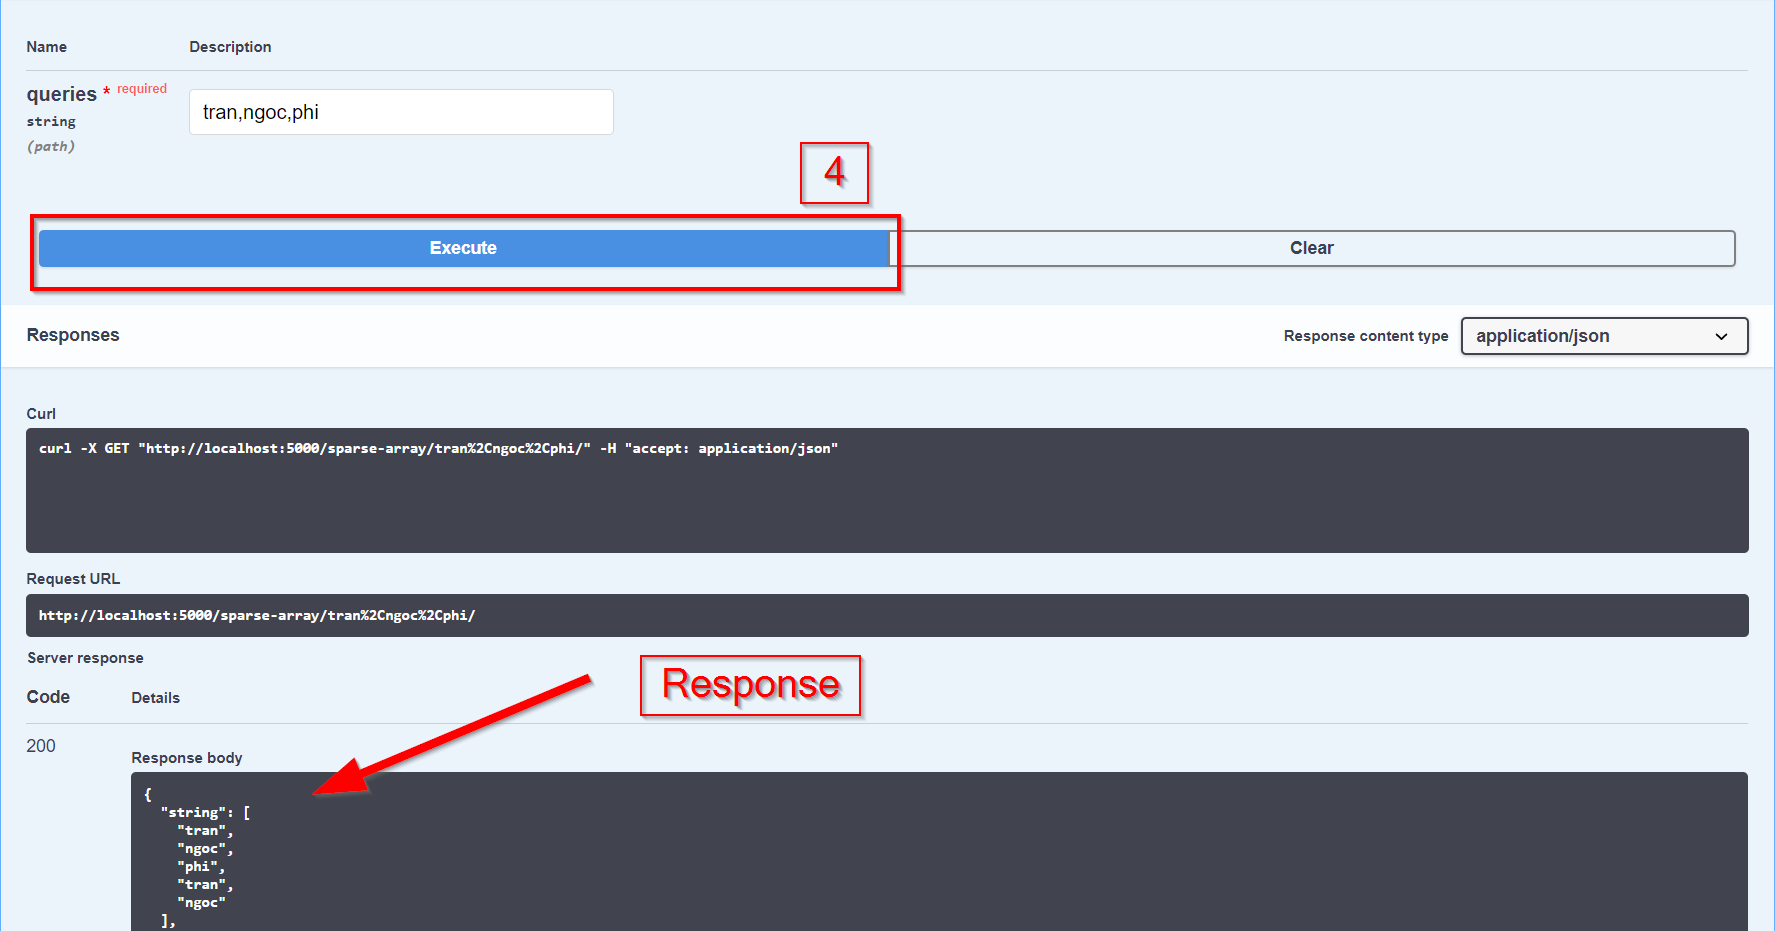 Name Description
queries * required
string
(path)
tran,ngoc,phi
4
Execute Clear
Responses Response content type application/json
Curl
curl -X GET "http://localhost:5000/sparse-array/tran%2Cngoc%2Cphi/" -H "accept: application/json"
Request URL
http://localhost:5000/sparse-array/tran%2Cngoc%2Cphi/
Server response
Response
Code Details
200
Response body
{
  "string": [
    "tran",
    "ngoc",
    "phi",
    "tran",
    "ngoc"
  ],